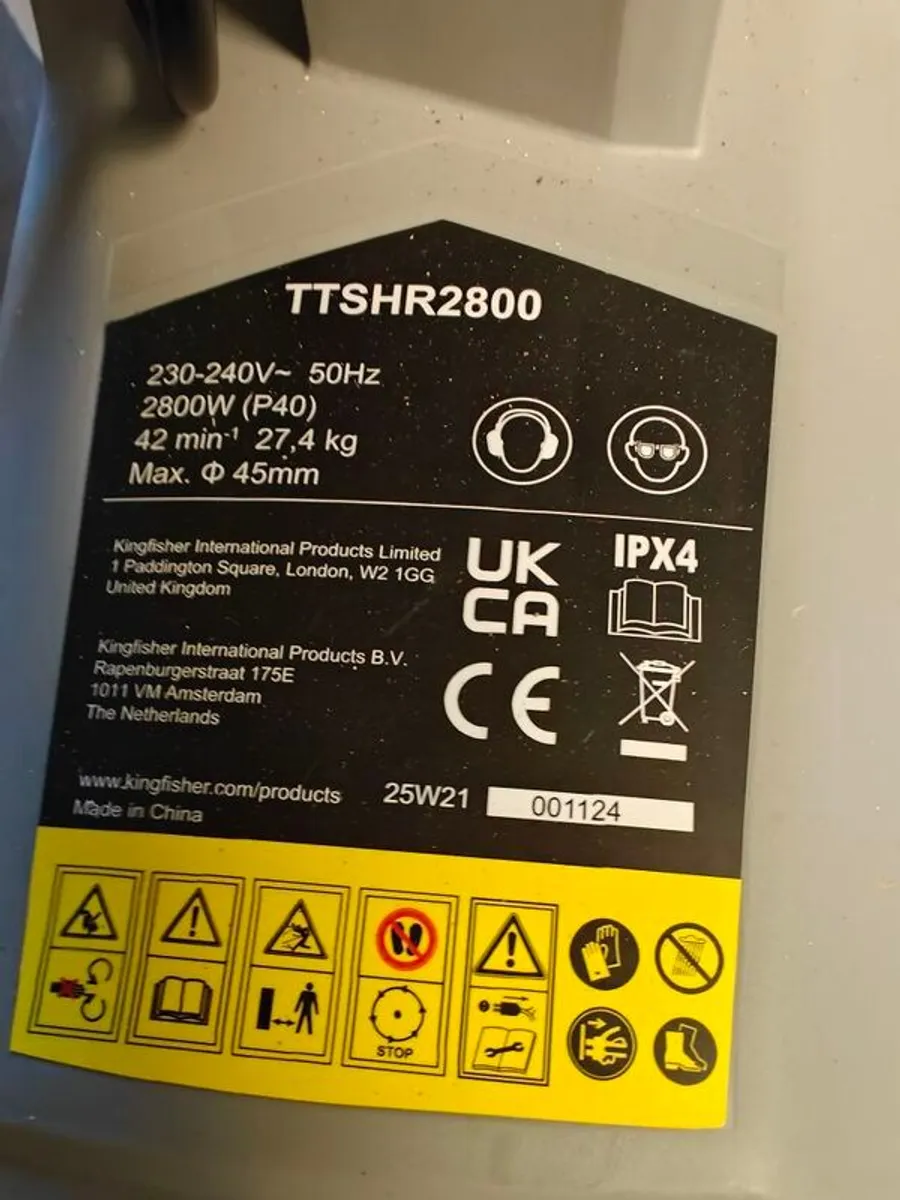 TTSHR2800
230-240V~ 50Hz
2800W (P40)
42 min⁻¹ 27,4 kg
Max. Φ 45mm
Kingfisher International Products Limited
1 Paddington Square, London, W2 1GG
United Kingdom
UK
CA
IPX4
Kingfisher International Products B.V.
Rapenburgerstraat 175E
1011 VM Amsterdam
The Netherlands
CE
www.kingfisher.com/products
Made in China
25W21 001124
STOP